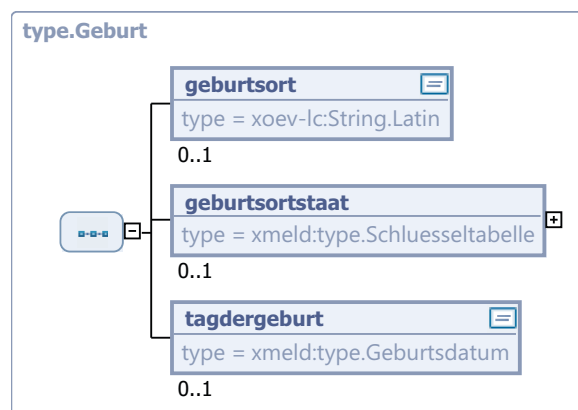 type.Geburt
geburtsort
type = xoev-lc:String.Latin
0..1
geburtsortstaat
type = xmeld:type.Schluesseltabelle
0..1
tagdergeburt
type = xmeld:type.Geburtsdatum
0..1